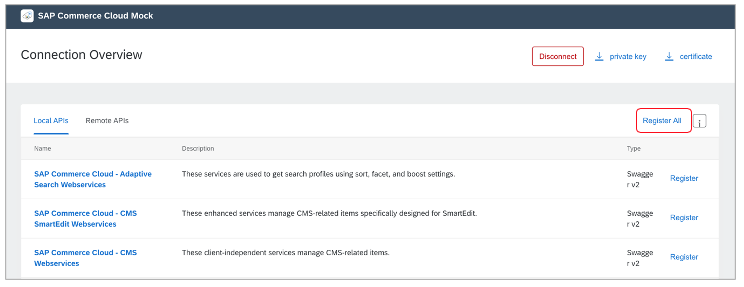 SAP Commerce Cloud Mock
Connection Overview
Disconnect
private key
certificate
Local APIs
Remote APIs
Register All
i
Name
Description
Type
SAP Commerce Cloud - Adaptive
Search Webservices
These services are used to get search profiles using sort, facet, and boost settings.
Swagge
r v2
Register
SAP Commerce Cloud - CMS
SmartEdit Webservices
These enhanced services manage CMS-related items specifically designed for SmartEdit.
Swagge
r v2
Register
SAP Commerce Cloud - CMS
Webservices
These client-independent services manage CMS-related items.
Swagge
r v2
Register